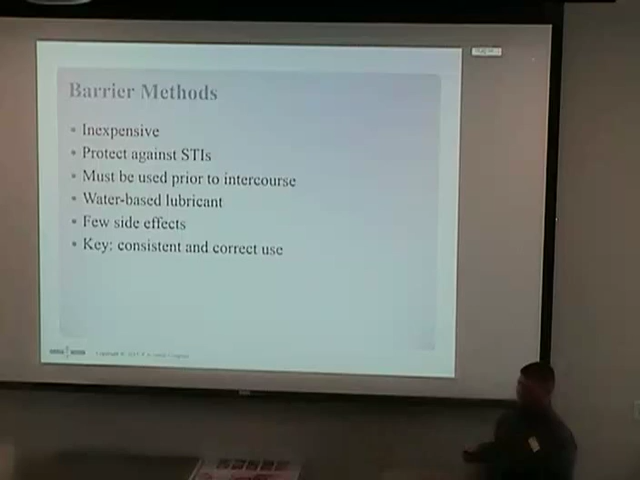 Barrier Methods
Inexpensive
Protect against STIs
Must be used prior to intercourse
Water-based lubricant
Few side effects
Key: consistent and correct use